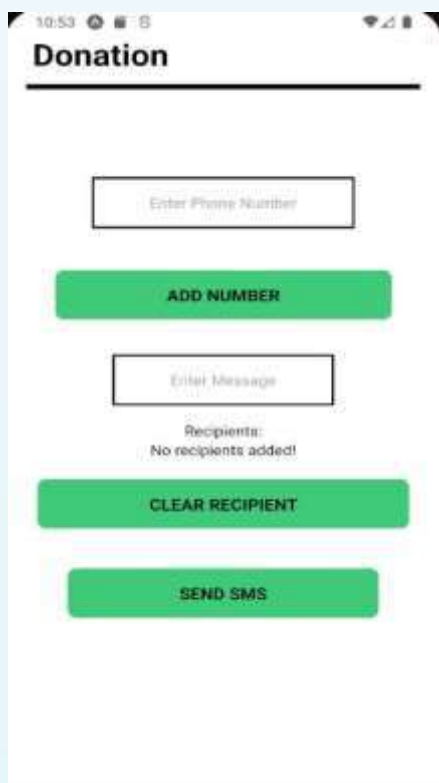 10:53
Donation
Enter Phone Number
ADD NUMBER
Enter Message
Recipients:
No recipients added!
CLEAR RECIPIENT
SEND SMS